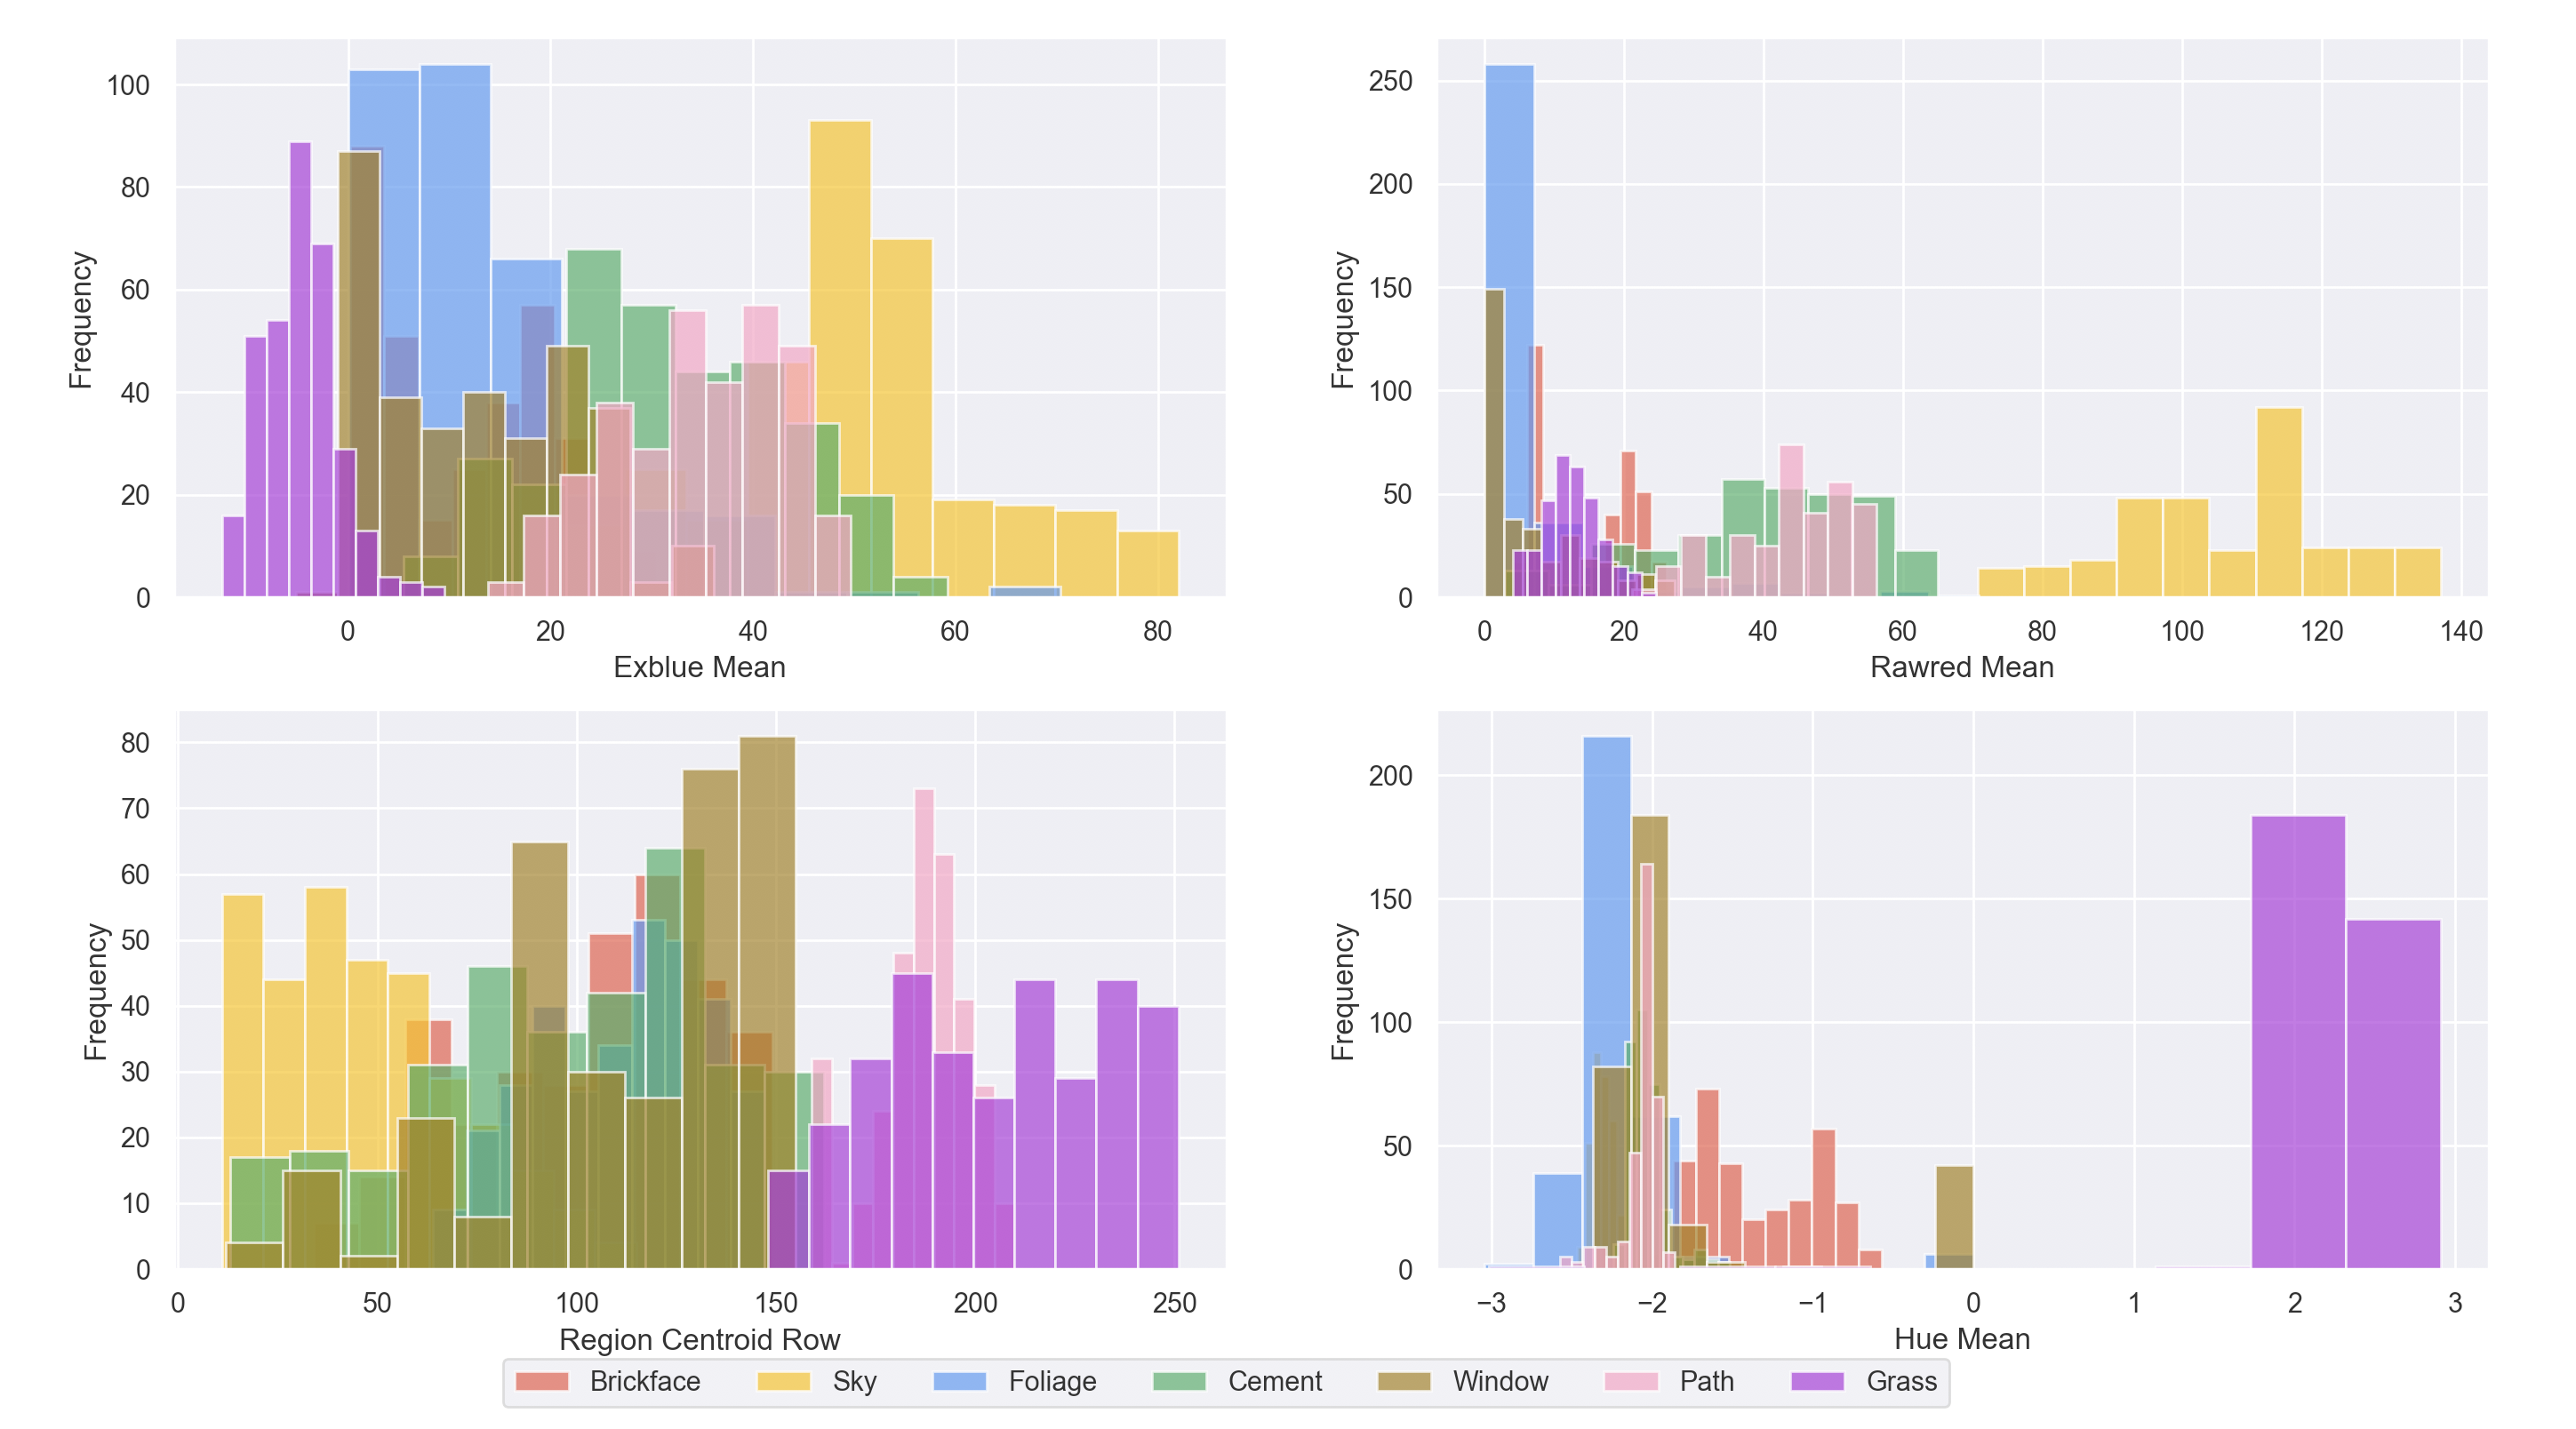 100
80
60
40
20
0
Frequency
0 20 40 60 80
Exblue Mean
250
200
150
100
50
0
Frequency
0 20 40 60 80 100 120 140
Rawred Mean
80
70
60
50
40
30
20
10
0
Frequency
0 50 100 150 200 250
Region Centroid Row
200
150
100
50
0
Frequency
−3 −2 −1 0 1 2 3
Hue Mean
Brickface Sky Foliage Cement Window Path Grass